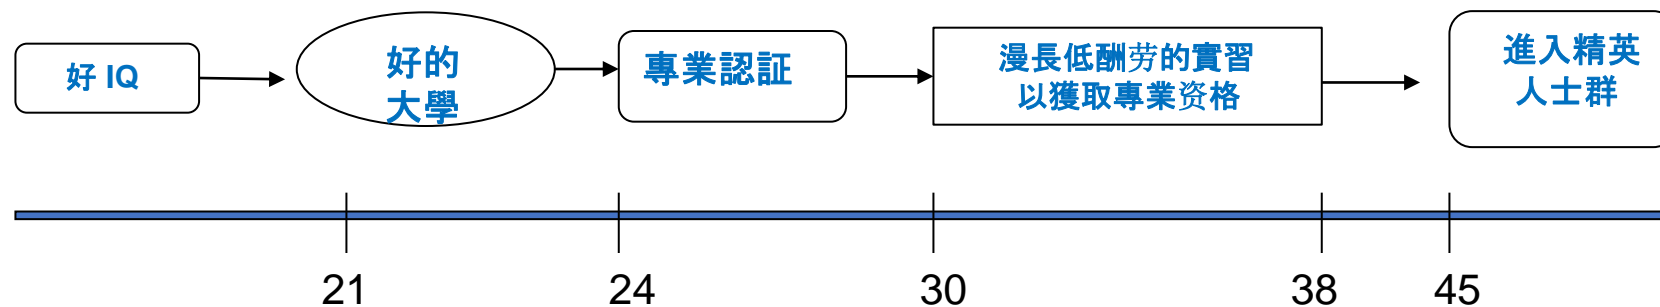 好 IQ
好的
大學
專業認証
漫長低酬劳的實習
以獲取專業资格
進入精英
人士群
21
24
30
38
45